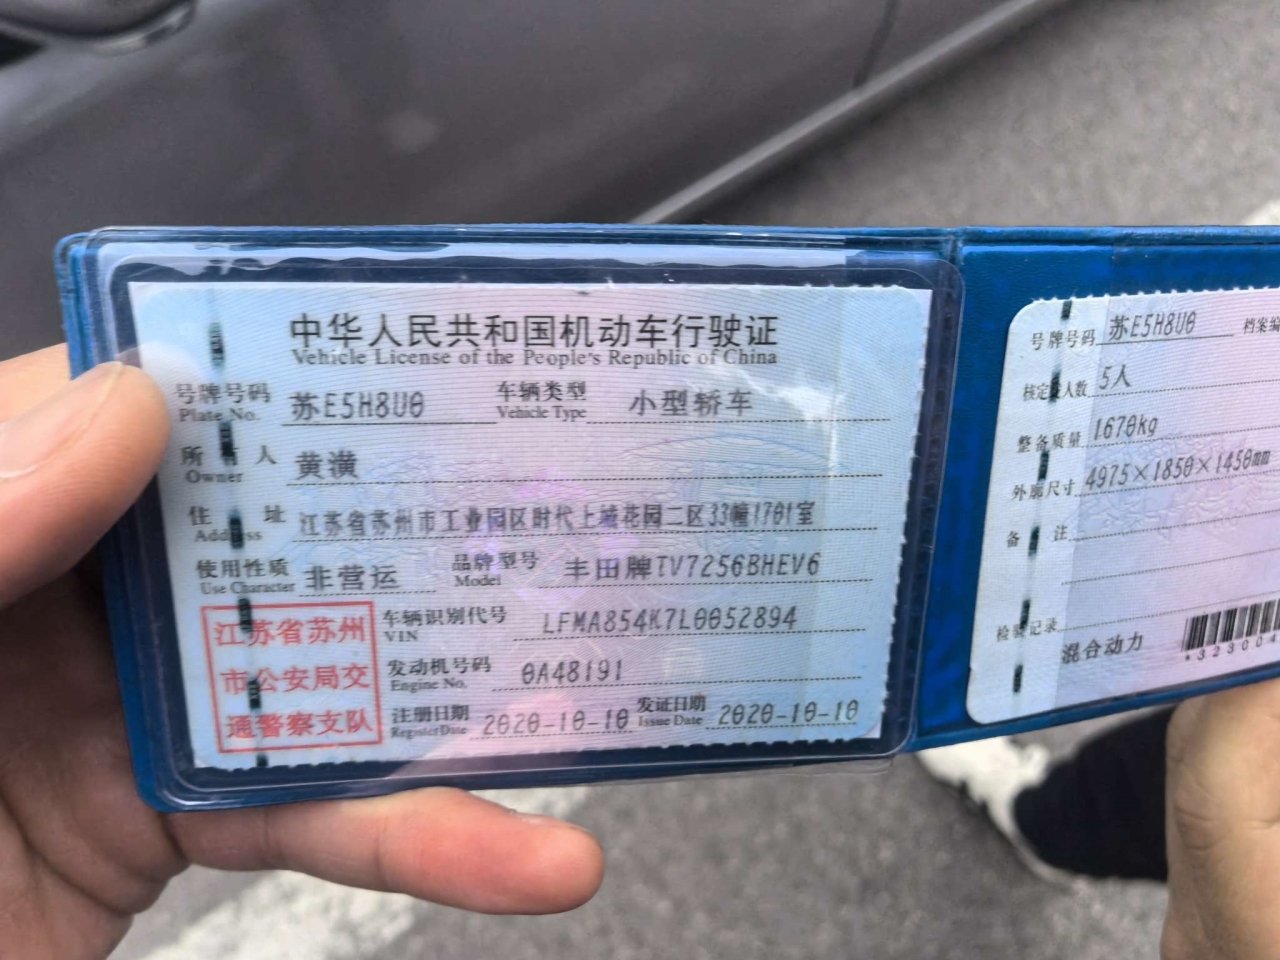 中华人民共和国机动车行驶证
Vehicle License of the People's Republic of China
号牌号码 苏E5H8U0 车辆类型 小型轿车
Plate No. Vehicle Type
所有人 黄潢
Owner
住址 江苏省苏州市工业园区时代上城花园二区33幢1701室
Address
使用性质 非营运 品牌型号 丰田牌TV7256BHEV6
Use Character Model
江苏省苏州
市公安局交
通警察支队
车辆识别代号 LFMA854K7L0052894
VIN
发动机号码 0A48191
Engine No.
注册日期 2020-10-10 发证日期 2020-10-10
Register Date Issue Date
号牌号码 苏E5H8U0 档案编
核定载人数 5人
整备质量 1670kg
外廓尺寸 4975×1850×1450mm
备注
检验记录
混合动力
*323004